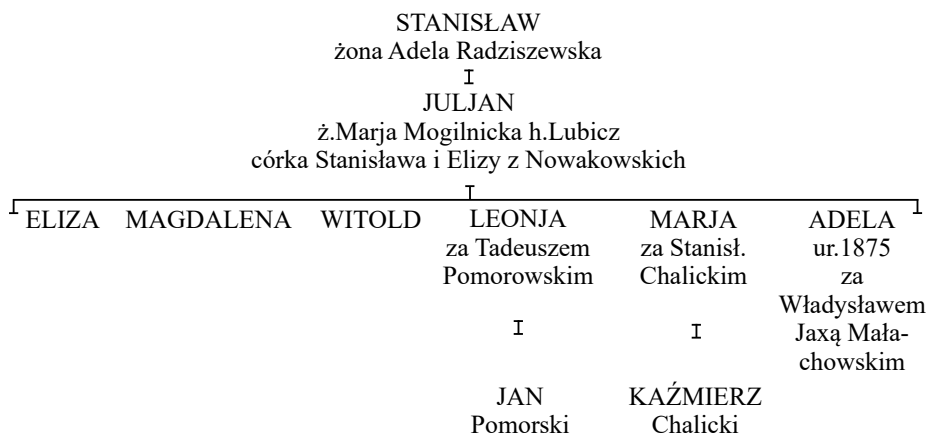 STANISŁAW
żona Adela Radziszewska
JULJAN
ż.Marja Mogilnicka h.Lubicz
córka Stanisława i Elizy z Nowakowskich
ELIZA
MAGDALENA
WITOLD
LEONJA
za Tadeuszem
Pomorowskim
MARJA
za Stanisł.
Chalickim
ADELA
ur.1875
za
Władysławem
Jaxą Mała-
chowskim
JAN
Pomorski
KAŹMIERZ
Chalicki